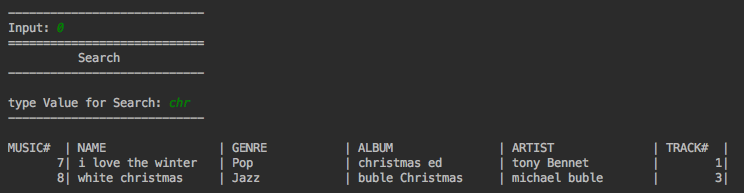 ----------------------------
Input: 0
============================
Search
----------------------------
type Value for Search: chr
----------------------------
MUSIC# | NAME | GENRE | ALBUM | ARTIST | TRACK# |
7| i love the winter | Pop | christmas ed | tony Bennet | 1|
8| white christmas | Jazz | buble Christmas | michael buble | 3|